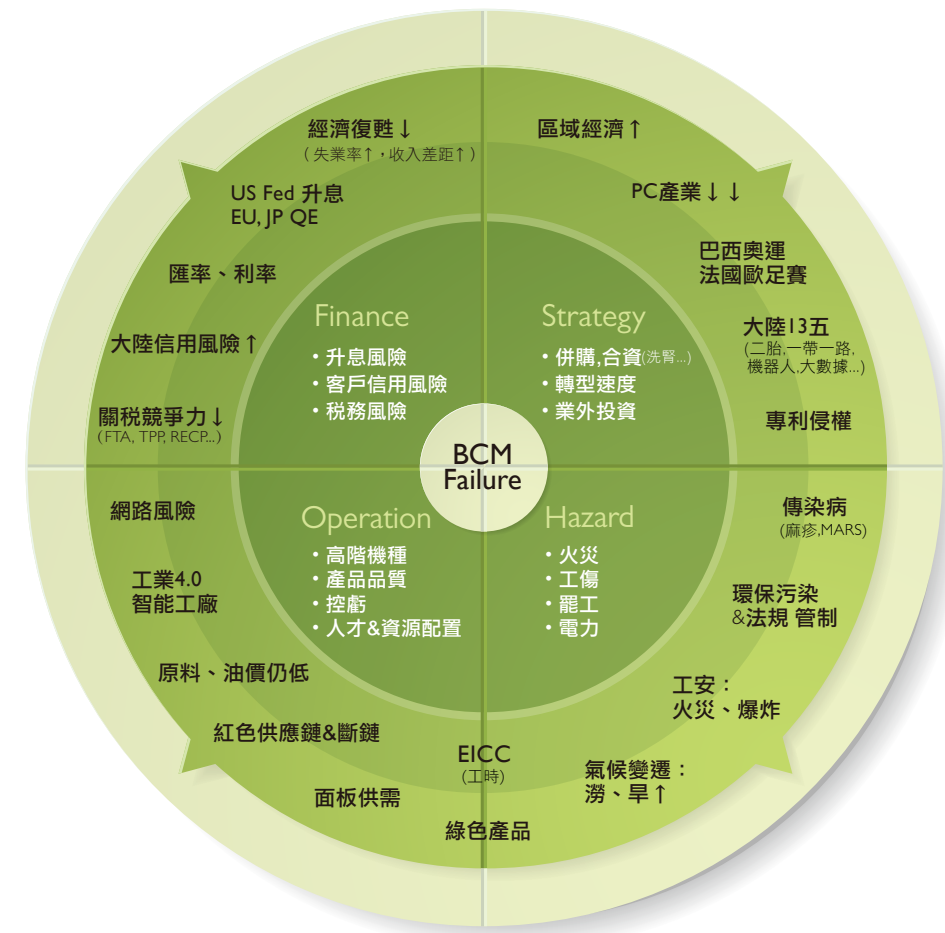 經濟復甦↓
(失業率↑，收入差距↑)
US Fed 升息
EU, JP QE
匯率、利率
大陸信用風險↑
關税競爭力↓
(FTA, TPP, RECP...)
區域經濟↑
PC產業↓↓
巴西奧運
法國歐足賽
大陸13五
(二胎,一帶一路,
機器人,大數據...)
專利侵權
Finance
・升息風險
・客戶信用風險
・税務風險
Strategy
・併購,合資(洗腎...)
・轉型速度
・業外投資
BCM
Failure
Operation
・高階機種
・產品品質
・控虧
・人才&資源配置
Hazard
・火災
・工傷
・罷工
・電力
網路風險
工業4.0
智能工廠
原料、油價仍低
紅色供應鏈&斷鏈
面板供需
EICC
(工時)
綠色產品
傳染病
(麻疹,MARS)
環保污染
&法規 管制
工安：
火災、爆炸
氣候變遷：
澇、旱↑